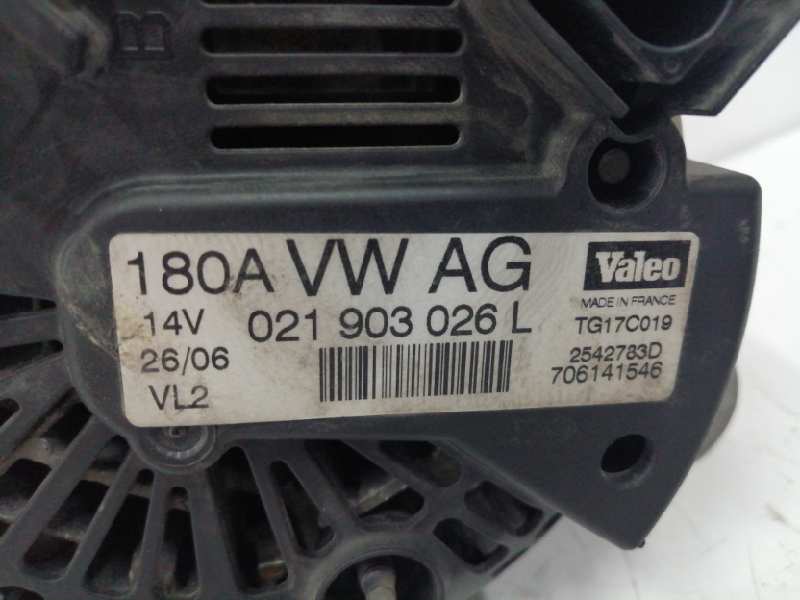 B
180A VW AG
Valeo
MADE IN FRANCE
14V
021 903 026 L
TG17C019
26/06
2542783D
706141546
VL2